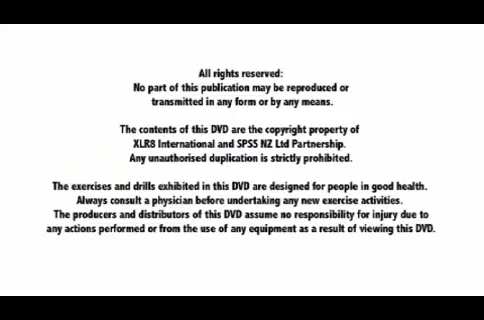 All rights reserved:
No part of this publication may be reproduced or
transmitted in any form or by any means.
The contents of this DVD are the copyright property of
XLR8 International and SPSS NZ Ltd Partnership.
Any unauthorised duplication is strictly prohibited.
The exercises and drills exhibited in this DVD are designed for people in good health.
Always consult a physician before undertaking any new exercise activities.
The producers and distributors of this DVD assume no responsibility for injury due to
any actions performed or from the use of any equipment as a result of viewing this DVD.